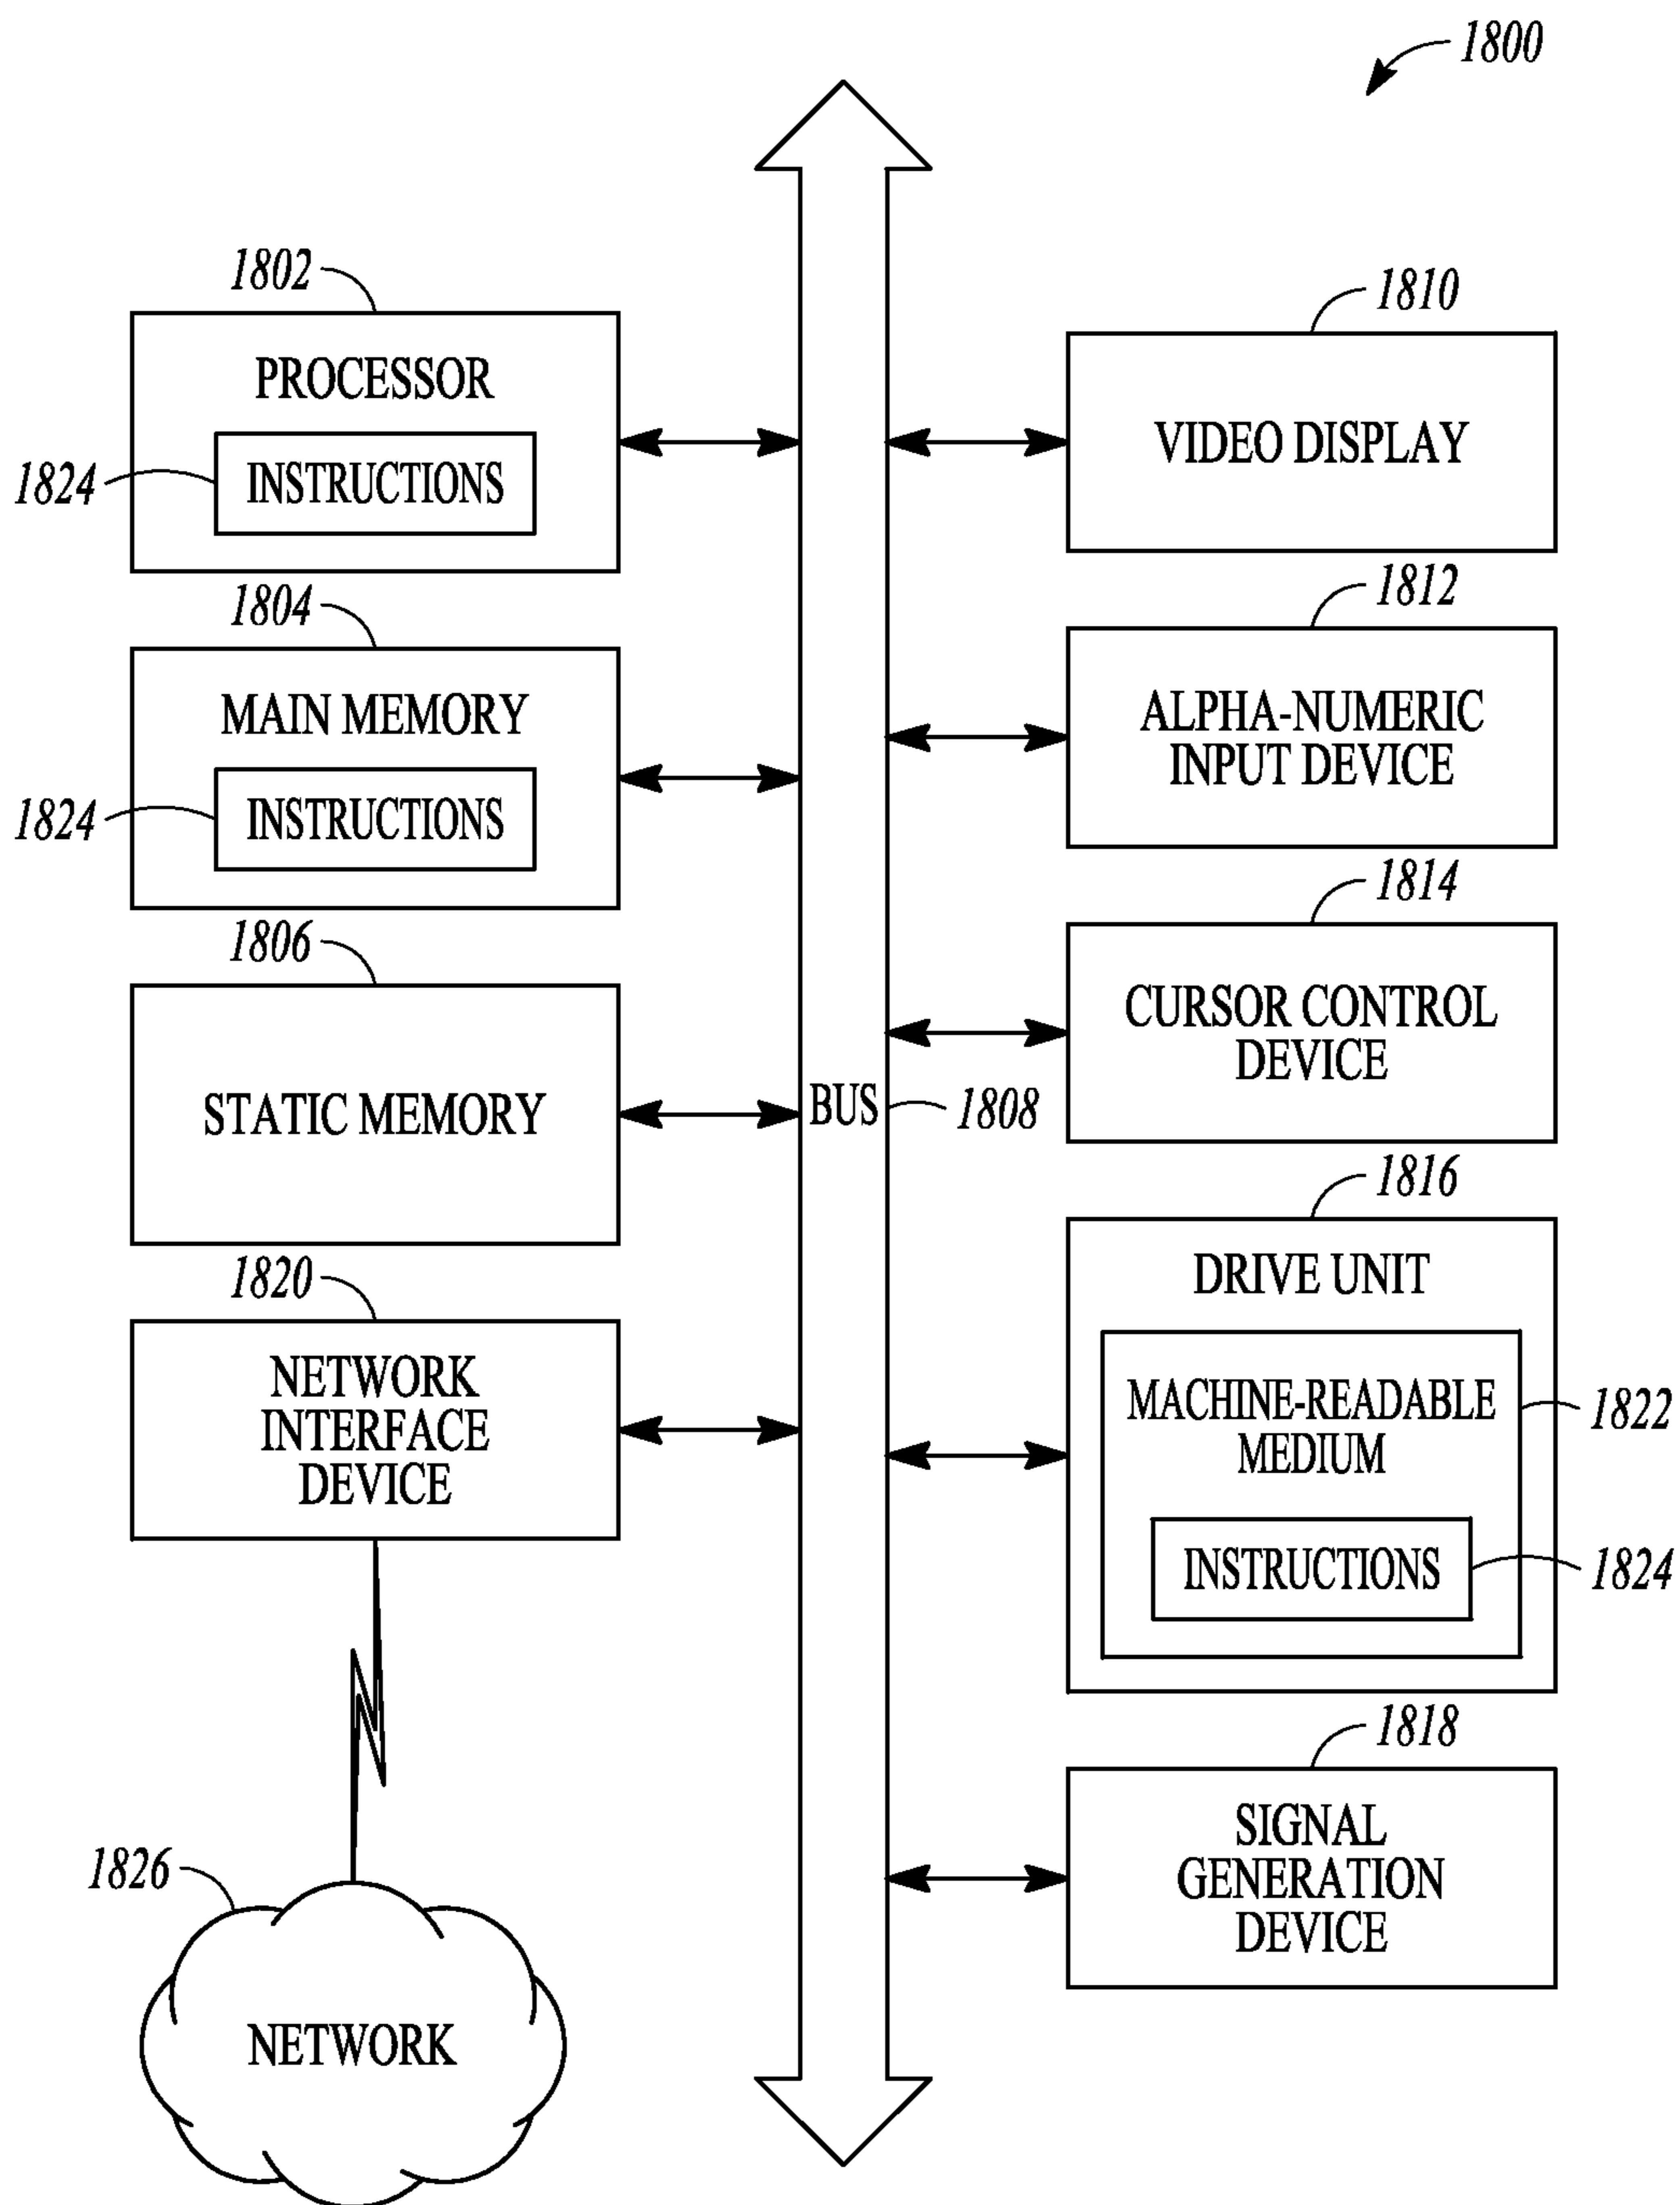 1800
1802
PROCESSOR
1824
INSTRUCTIONS
1804
MAIN MEMORY
1824
INSTRUCTIONS
1806
STATIC MEMORY
1820
NETWORK
INTERFACE
DEVICE
1826
NETWORK
BUS
1808
1810
VIDEO DISPLAY
1812
ALPHA-NUMERIC
INPUT DEVICE
1814
CURSOR CONTROL
DEVICE
1816
DRIVE UNIT
MACHINE-READABLE
MEDIUM
1822
INSTRUCTIONS
1824
1818
SIGNAL
GENERATION
DEVICE